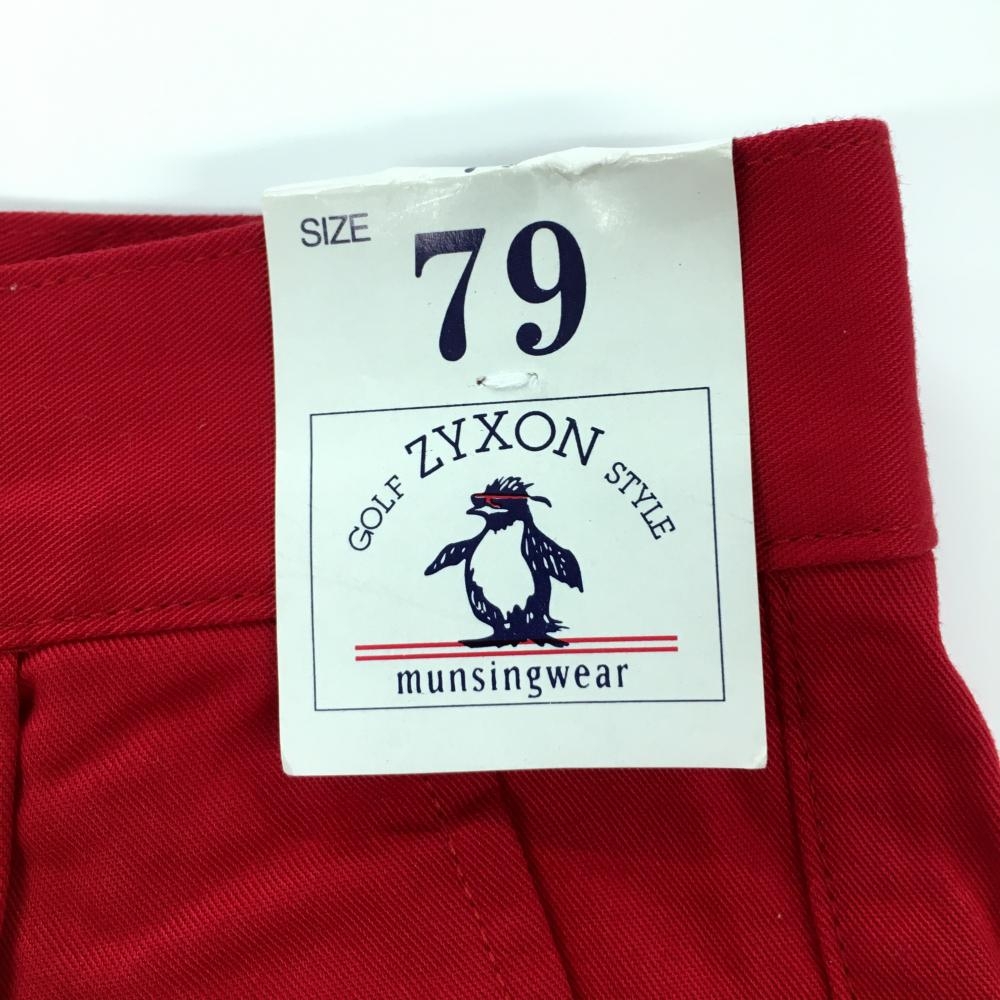 SIZE
79
GOLF ZYXON STYLE
munsingwear